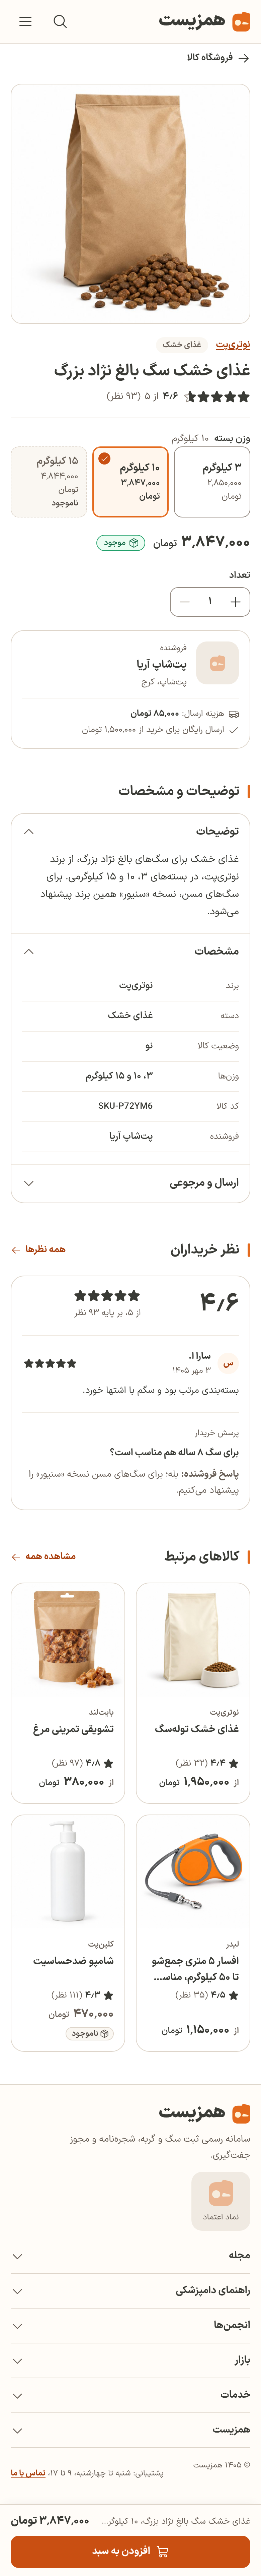 همزیست
فروشگاه کالا
نوتری‌پت
غذای خشک
غذای خشک سگ بالغ نژاد بزرگ
۴٫۶ از ۵ (۹۳ نظر)
وزن بسته ۱۰ کیلوگرم
۳ کیلوگرم
۲,۸۵۰,۰۰۰
تومان
۱۰ کیلوگرم
۳,۸۴۷,۰۰۰
تومان
۱۵ کیلوگرم
۴,۸۴۴,۰۰۰
تومان
ناموجود
۳,۸۴۷,۰۰۰ تومان
موجود
تعداد
۱
فروشنده
پت‌شاپ آریا
پت‌شاپ، کرج
هزینه ارسال: ۸۵,۰۰۰ تومان
ارسال رایگان برای خرید از ۱,۵۰۰,۰۰۰ تومان
توضیحات و مشخصات
توضیحات
غذای خشک برای سگ‌های بالغ نژاد بزرگ، از برند
نوتری‌پت، در بسته‌های ۳، ۱۰ و ۱۵ کیلوگرمی. برای
سگ‌های مسن، نسخه «سنیور» همین برند پیشنهاد
می‌شود.
مشخصات
برند
نوتری‌پت
دسته
غذای خشک
وضعیت کالا
نو
وزن‌ها
۳، ۱۰ و ۱۵ کیلوگرم
کد کالا
SKU-P72YM6
فروشنده
پت‌شاپ آریا
ارسال و مرجوعی
نظر خریداران
همه نظرها
۴٫۶
از ۵، بر پایه ۹۳ نظر
س
سارا ا.
۳ مهر ۱۴۰۵
بسته‌بندی مرتب بود و سگم با اشتها خورد.
پرسش خریدار
برای سگ ۸ ساله هم مناسب است؟
پاسخ فروشنده: بله؛ برای سگ‌های مسن نسخه «سنیور» را
پیشنهاد می‌کنیم.
کالاهای مرتبط
مشاهده همه
نوتری‌پت
غذای خشک توله‌سگ
۴٫۴ (۳۲ نظر)
از ۱,۹۵۰,۰۰۰ تومان
بایت‌لند
تشویقی تمرینی مرغ
۴٫۸ (۹۷ نظر)
از ۳۸۰,۰۰۰ تومان
لیدر
افسار ۵ متری جمع‌شو
تا ۵۰ کیلوگرم، مناس...
۴٫۵ (۳۵ نظر)
از ۱,۱۵۰,۰۰۰ تومان
کلین‌پت
شامپو ضدحساسیت
۴٫۳ (۱۱۱ نظر)
۴۷۰,۰۰۰ تومان
ناموجود
همزیست
سامانه رسمی ثبت سگ و گربه، شجره‌نامه و مجوز
جفت‌گیری.
نماد اعتماد
مجله
راهنمای دامپزشکی
انجمن‌ها
بازار
خدمات
همزیست
© ۱۴۰۵ همزیست
پشتیبانی: شنبه تا چهارشنبه، ۹ تا ۱۷، تماس با ما
غذای خشک سگ بالغ نژاد بزرگ، ۱۰ کیلوگر...
۳,۸۴۷,۰۰۰ تومان
افزودن به سبد